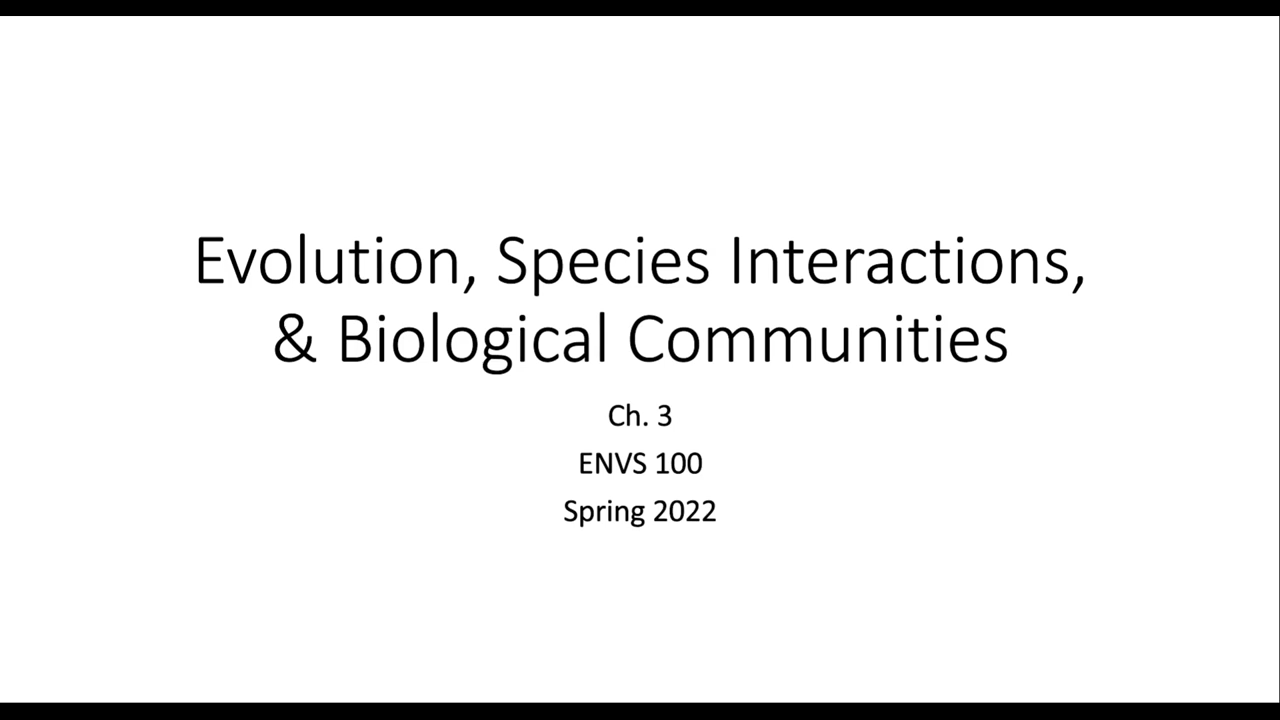 Evolution, Species Interactions,
& Biological Communities
Ch. 3
ENVS 100
Spring 2022